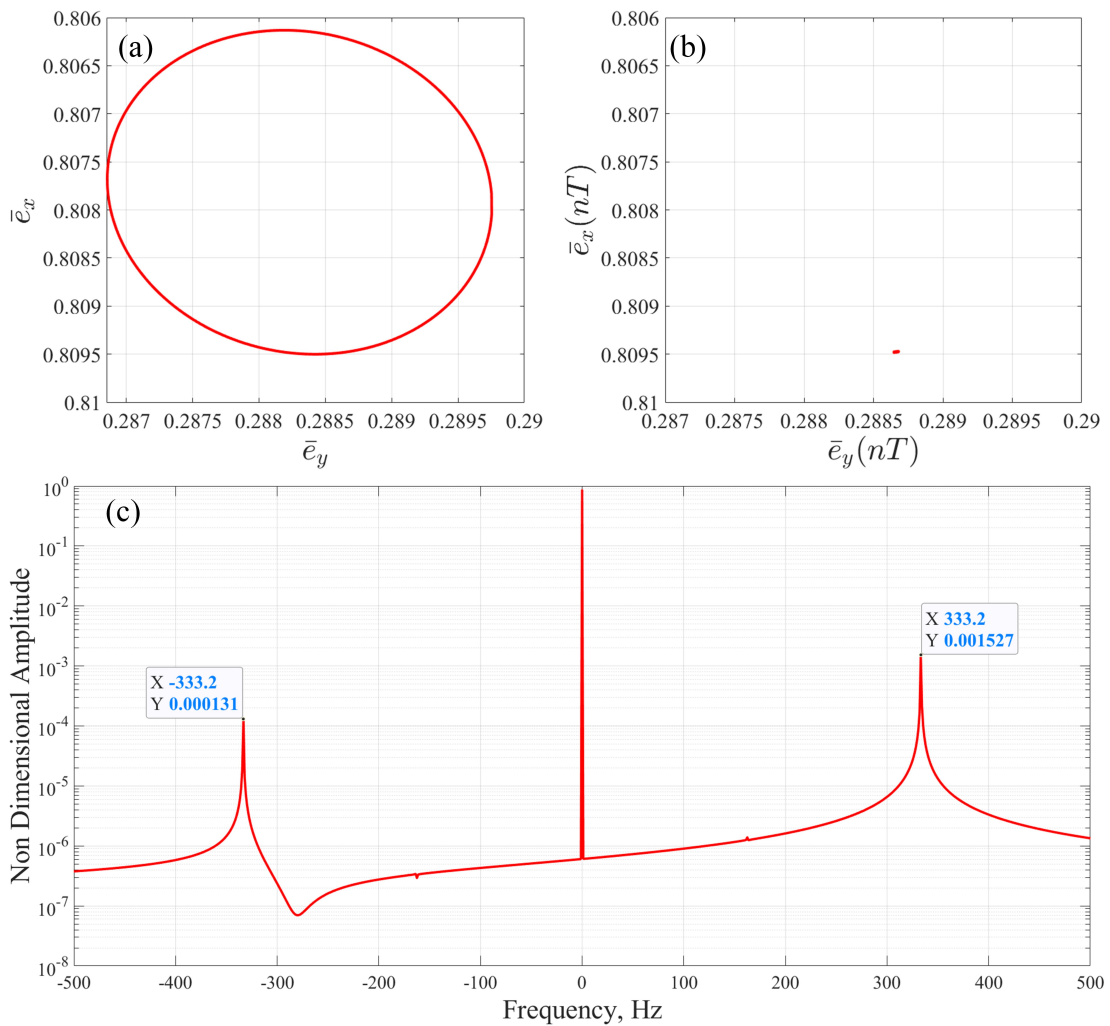 (a)
0.806
0.8065
0.807
0.8075
0.808
0.8085
0.809
0.8095
0.81
ē_x
0.287 0.2875 0.288 0.2885 0.289 0.2895 0.29
ē_y
(b)
0.806
0.8065
0.807
0.8075
0.808
0.8085
0.809
0.8095
0.81
ē_x(nT)
0.287 0.2875 0.288 0.2885 0.289 0.2895 0.29
ē_y(nT)
(c)
10^0
10^-1
10^-2
10^-3
10^-4
10^-5
10^-6
10^-7
10^-8
Non Dimensional Amplitude
X -333.2
Y 0.000131
X 333.2
Y 0.001527
-500 -400 -300 -200 -100 0 100 200 300 400 500
Frequency, Hz